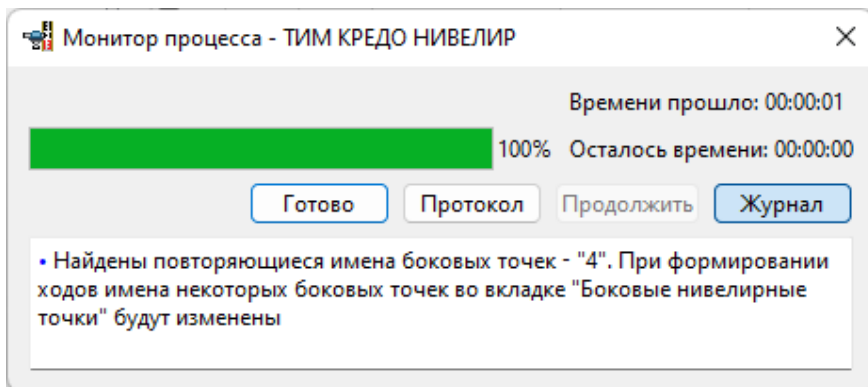 Монитор процесса - ТИМ КРЕДО НИВЕЛИР
Времени прошло: 00:00:01
100% Осталось времени: 00:00:00
Готово Протокол Продолжить Журнал
• Найдены повторяющиеся имена боковых точек - "4". При формировании
ходов имена некоторых боковых точек во вкладке "Боковые нивелирные
точки" будут изменены